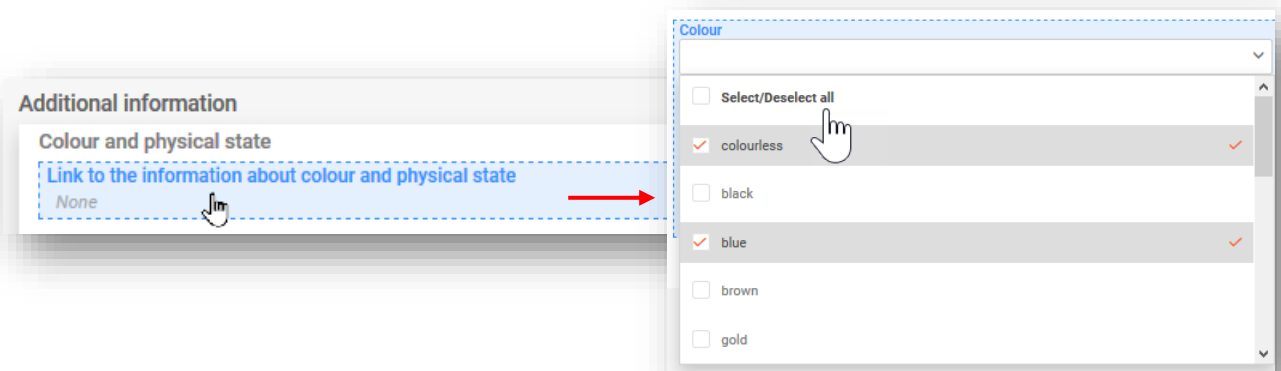 Additional information
Colour and physical state
Link to the information about colour and physical state
None
Colour
Select/Deselect all
colourless
black
blue
brown
gold